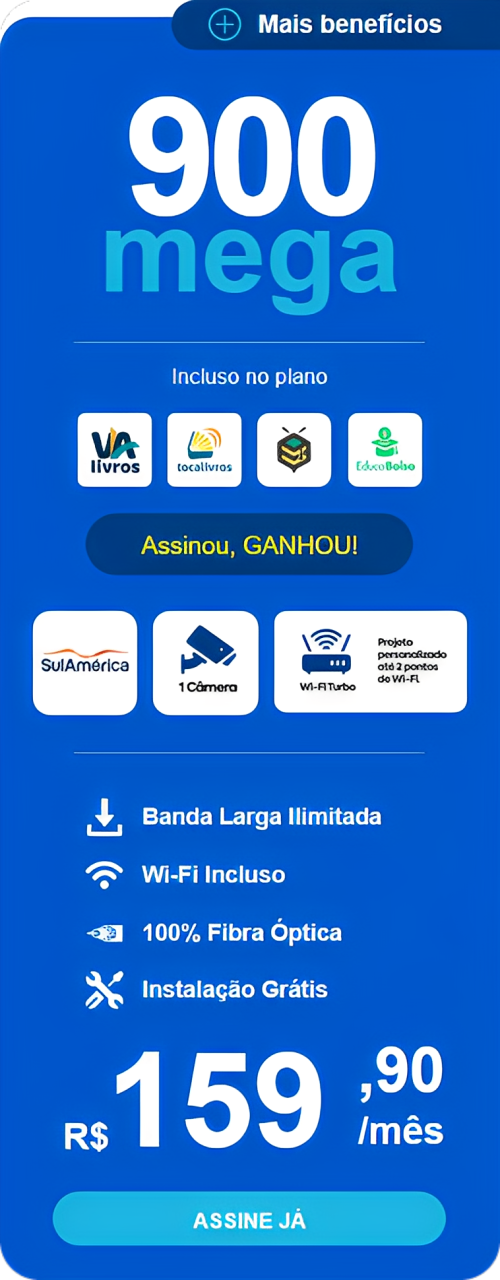 Mais benefícios
900
mega
Incluso no plano
VA
livros
tocalivros
EducaBolso
Assinou, GANHOU!
SulAmérica
1 Câmera
Wi-Fi Turbo
Projeto
personalizado
até 2 pontos
de Wi-Fi.
Banda Larga Ilimitada
Wi-Fi Incluso
100% Fibra Óptica
Instalação Grátis
R$ 159,90
/mês
ASSINE JÁ